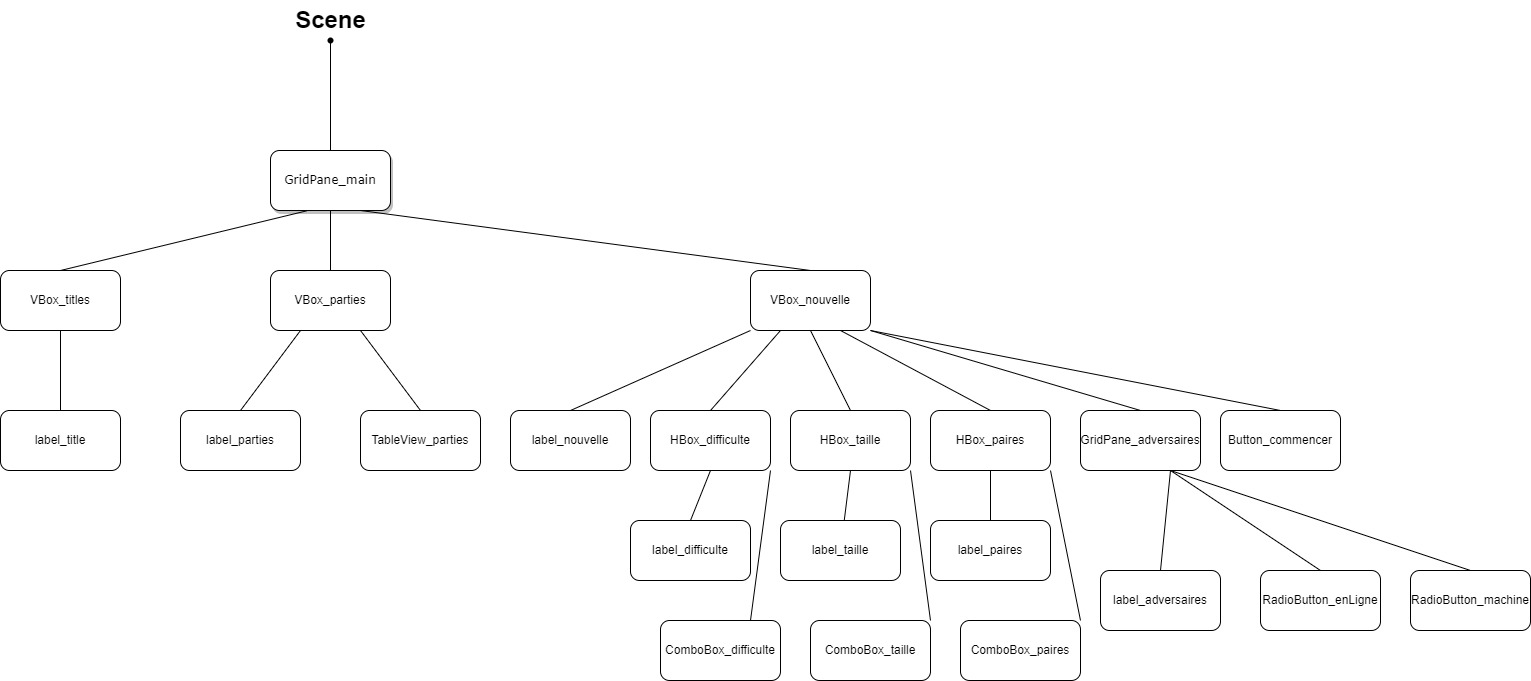 Scene
GridPane_main
VBox_titles
VBox_parties
VBox_nouvelle
label_title
label_parties
TableView_parties
label_nouvelle
HBox_difficulte
HBox_taille
HBox_paires
GridPane_adversaires
Button_commencer
label_difficulte
label_taille
label_paires
label_adversaires
RadioButton_enLigne
RadioButton_machine
ComboBox_difficulte
ComboBox_taille
ComboBox_paires